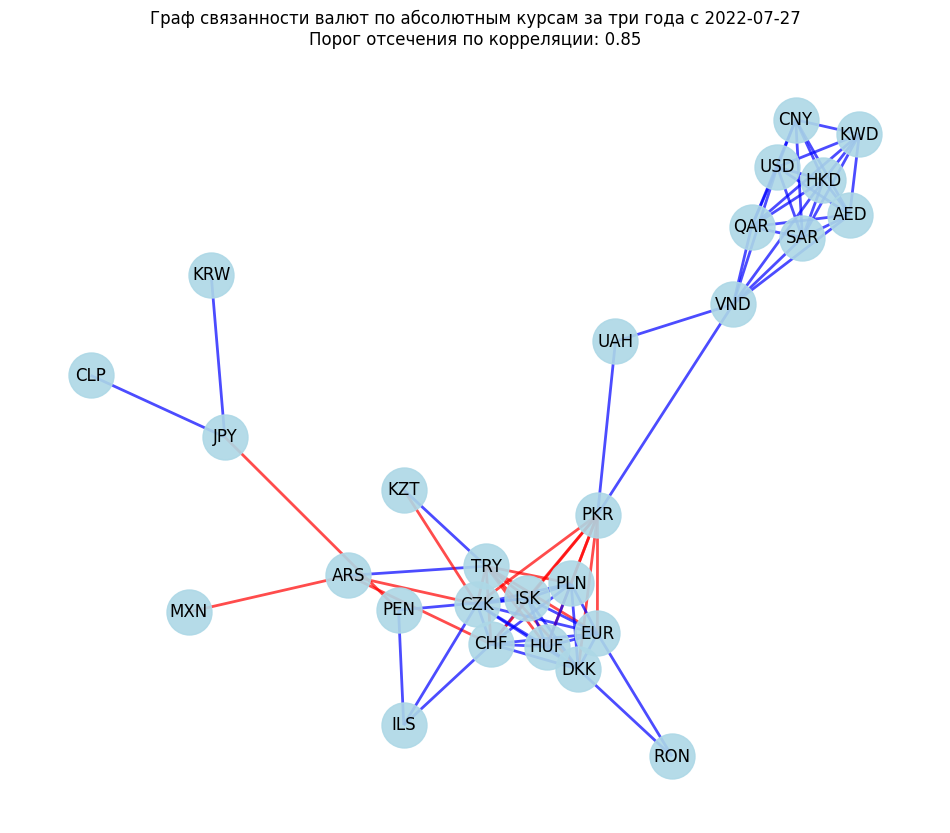 Граф связанности валют по абсолютным курсам за три года с 2022-07-27
Порог отсечения по корреляции: 0.85
CNY
KWD
USD
HKD
AED
QAR
SAR
KRW
VND
UAH
CLP
JPY
KZT
PKR
TRY
ARS
PLN
ISK
CZK
PEN
MXN
EUR
CHF
HUF
DKK
ILS
RON